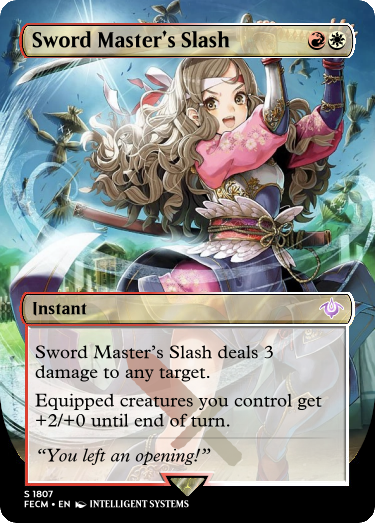 Sword Master's Slash
Instant
Sword Master's Slash deals 3
damage to any target.
Equipped creatures you control get
+2/+0 until end of turn.
“You left an opening!”
S 1807
FECM • EN INTELLIGENT SYSTEMS